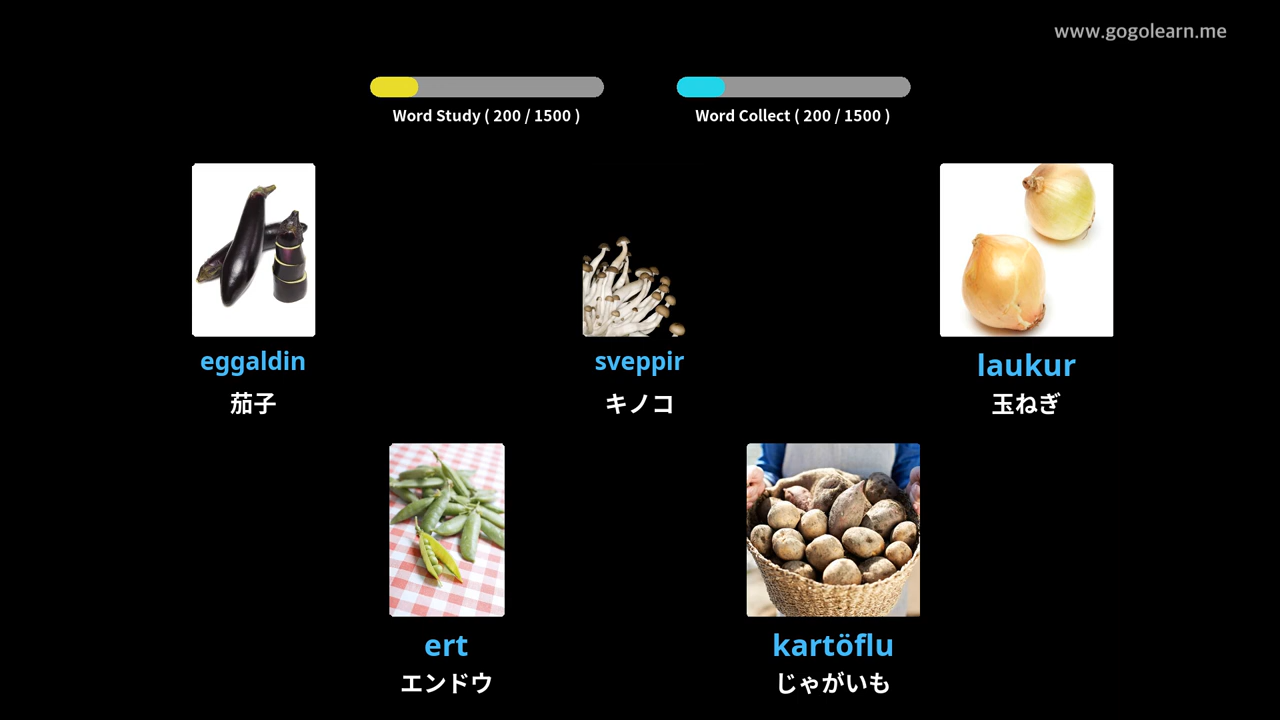 www.gogolearn.me
Word Study ( 200 / 1500 )
Word Collect ( 200 / 1500 )
eggaldin
茄子
sveppir
キノコ
laukur
玉ねぎ
ert
エンドウ
kartöflu
じゃがいも